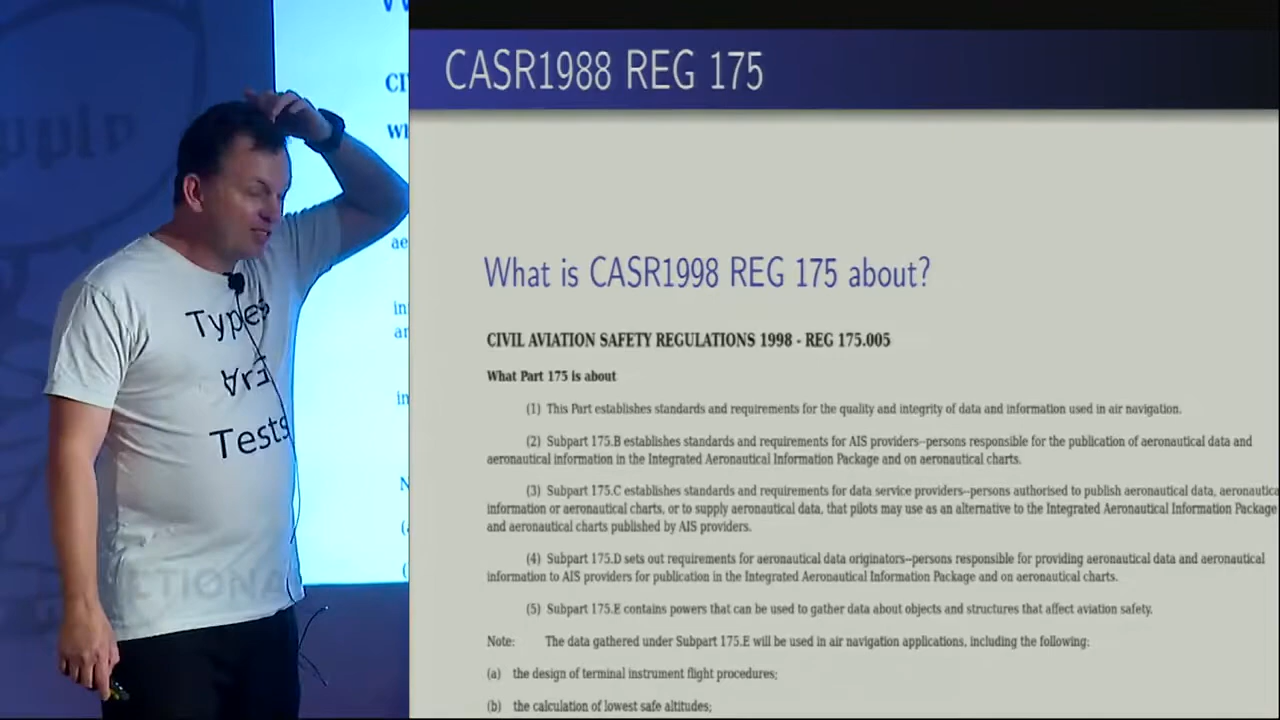 CASR1988 REG 175
What is CASR1998 REG 175 about?
CIVIL AVIATION SAFETY REGULATIONS 1998 - REG 175.005
What Part 175 is about
(1) This Part establishes standards and requirements for the quality and integrity of data and information used in air navigation.
(2) Subpart 175.B establishes standards and requirements for AIS providers--persons responsible for the publication of aeronautical data and
aeronautical information in the Integrated Aeronautical Information Package and on aeronautical charts.
(3) Subpart 175.C establishes standards and requirements for data service providers--persons authorised to publish aeronautical data, aeronautica
information or aeronautical charts, or to supply aeronautical data, that pilots may use as an alternative to the Integrated Aeronautical Information Package
and aeronautical charts published by AIS providers.
(4) Subpart 175.D sets out requirements for aeronautical data originators--persons responsible for providing aeronautical data and aeronautical
information to AIS providers for publication in the Integrated Aeronautical Information Package and on aeronautical charts.
(5) Subpart 175.E contains powers that can be used to gather data about objects and structures that affect aviation safety.
Note: The data gathered under Subpart 175.E will be used in air navigation applications, including the following:
(a) the design of terminal instrument flight procedures;
(b) the calculation of lowest safe altitudes;
Types
∀rƎ
Tests